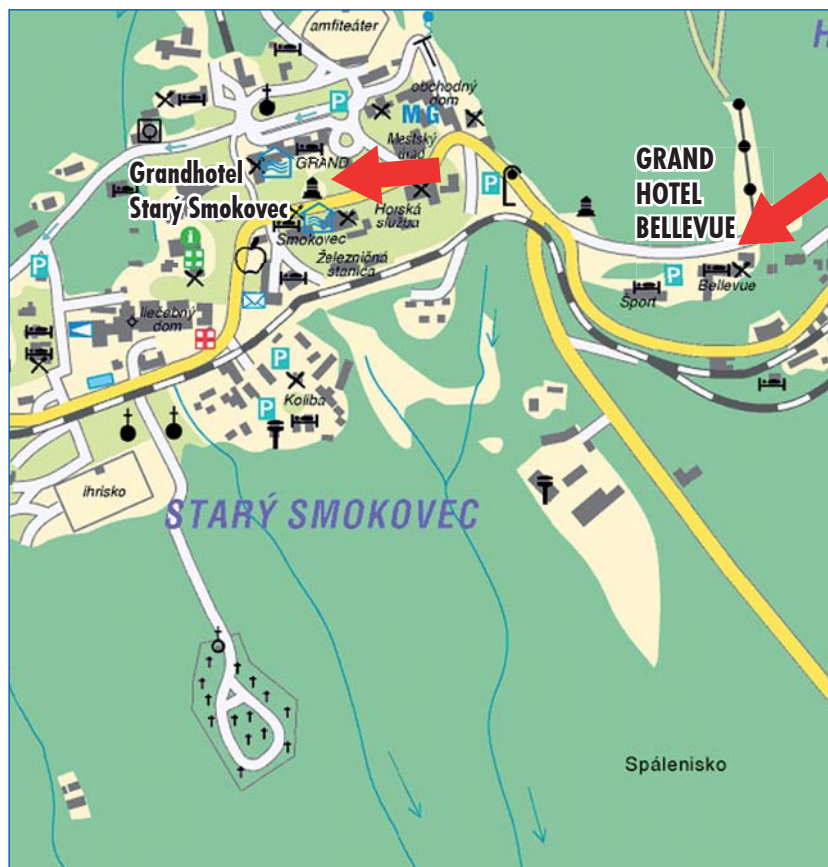 amfiteáter
H
obchodný
dom
MG
Mestský
úrad
P
GRAND
Grandhotel
Starý Smokovec
GRAND
HOTEL
BELLEVUE
P
Horská
služba
Smokovec
Železničná
stanica
i
P
P
Bellevue
Šport
liečebný
dom
P
Koliba
P
ihrisko
STARÝ SMOKOVEC
Spálenisko